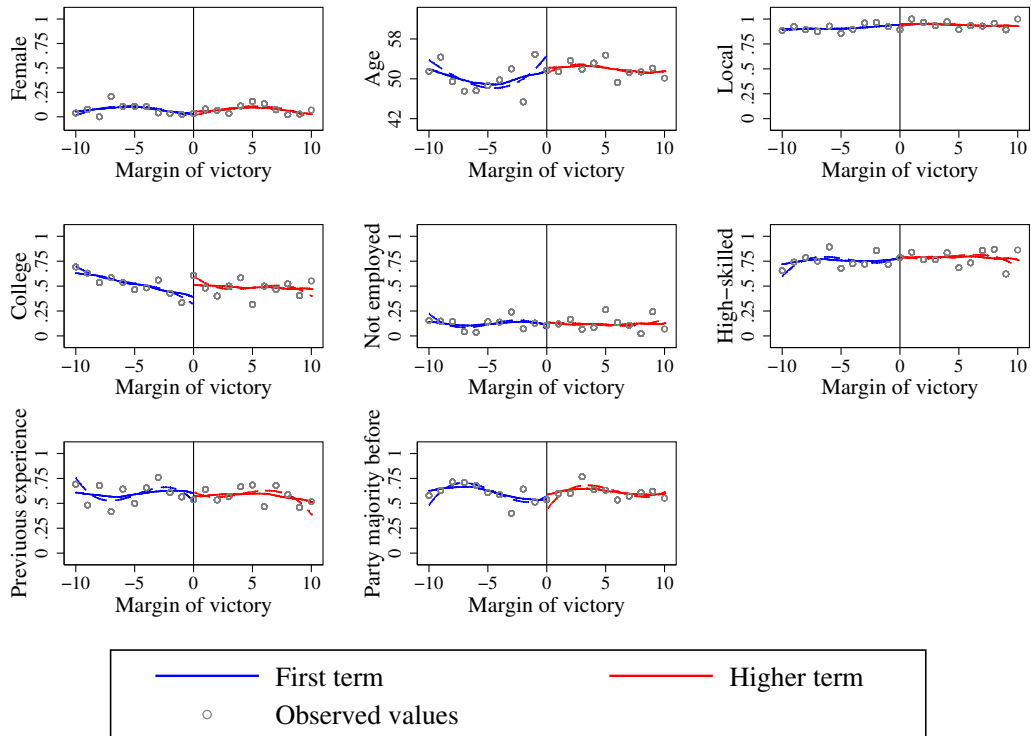 Female
0 .25 .5 .75 1
−10 −5 0 5 10
Margin of victory
Age
42 50 58
−10 −5 0 5 10
Margin of victory
Local
0 .25 .5 .75 1
−10 −5 0 5 10
Margin of victory
College
0 .25 .5 .75 1
−10 −5 0 5 10
Margin of victory
Not employed
0 .25 .5 .75 1
−10 −5 0 5 10
Margin of victory
High−skilled
0 .25 .5 .75 1
−10 −5 0 5 10
Margin of victory
Previuous experience
0 .25 .5 .75 1
−10 −5 0 5 10
Margin of victory
Party majority before
0 .25 .5 .75 1
−10 −5 0 5 10
Margin of victory
First term
Higher term
Observed values